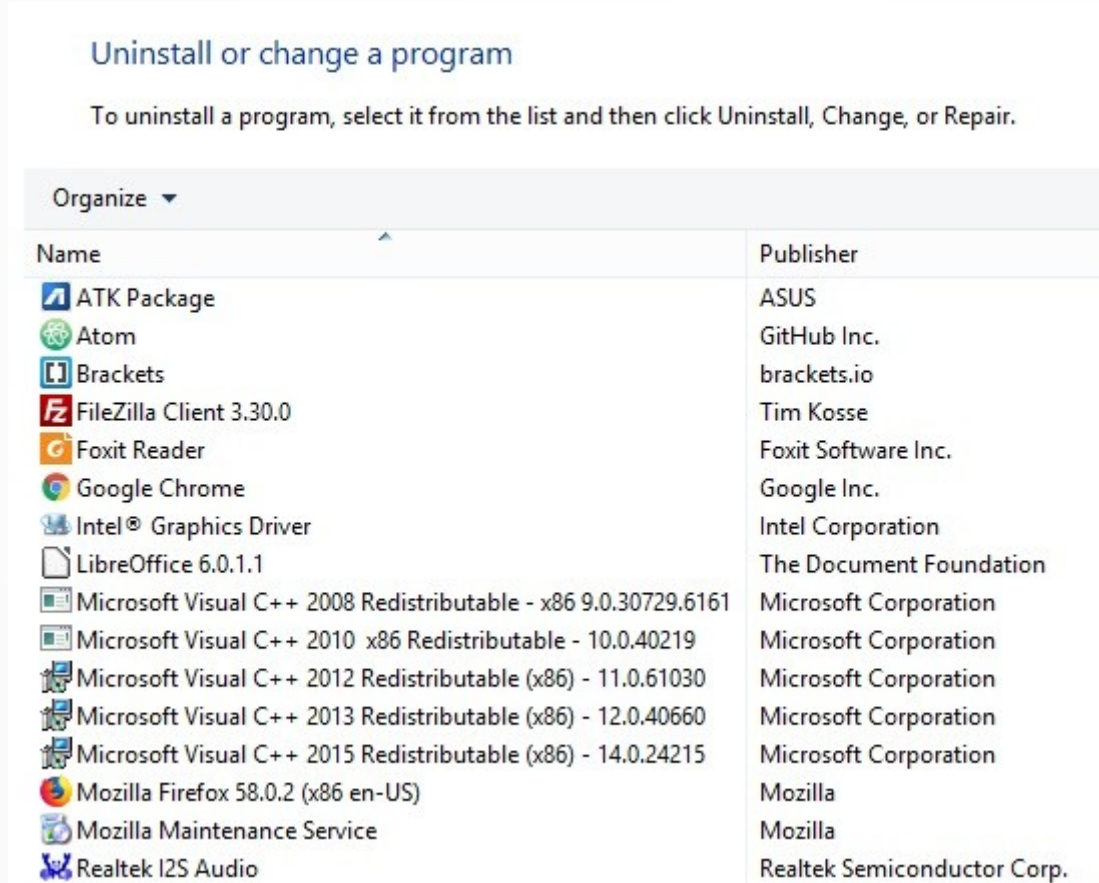 Uninstall or change a program
To uninstall a program, select it from the list and then click Uninstall, Change, or Repair.
Organize
Name Publisher
ATK Package ASUS
Atom GitHub Inc.
Brackets brackets.io
FileZilla Client 3.30.0 Tim Kosse
Foxit Reader Foxit Software Inc.
Google Chrome Google Inc.
Intel® Graphics Driver Intel Corporation
LibreOffice 6.0.1.1 The Document Foundation
Microsoft Visual C++ 2008 Redistributable - x86 9.0.30729.6161 Microsoft Corporation
Microsoft Visual C++ 2010  x86 Redistributable - 10.0.40219 Microsoft Corporation
Microsoft Visual C++ 2012 Redistributable (x86) - 11.0.61030 Microsoft Corporation
Microsoft Visual C++ 2013 Redistributable (x86) - 12.0.40660 Microsoft Corporation
Microsoft Visual C++ 2015 Redistributable (x86) - 14.0.24215 Microsoft Corporation
Mozilla Firefox 58.0.2 (x86 en-US) Mozilla
Mozilla Maintenance Service Mozilla
Realtek I2S Audio Realtek Semiconductor Corp.